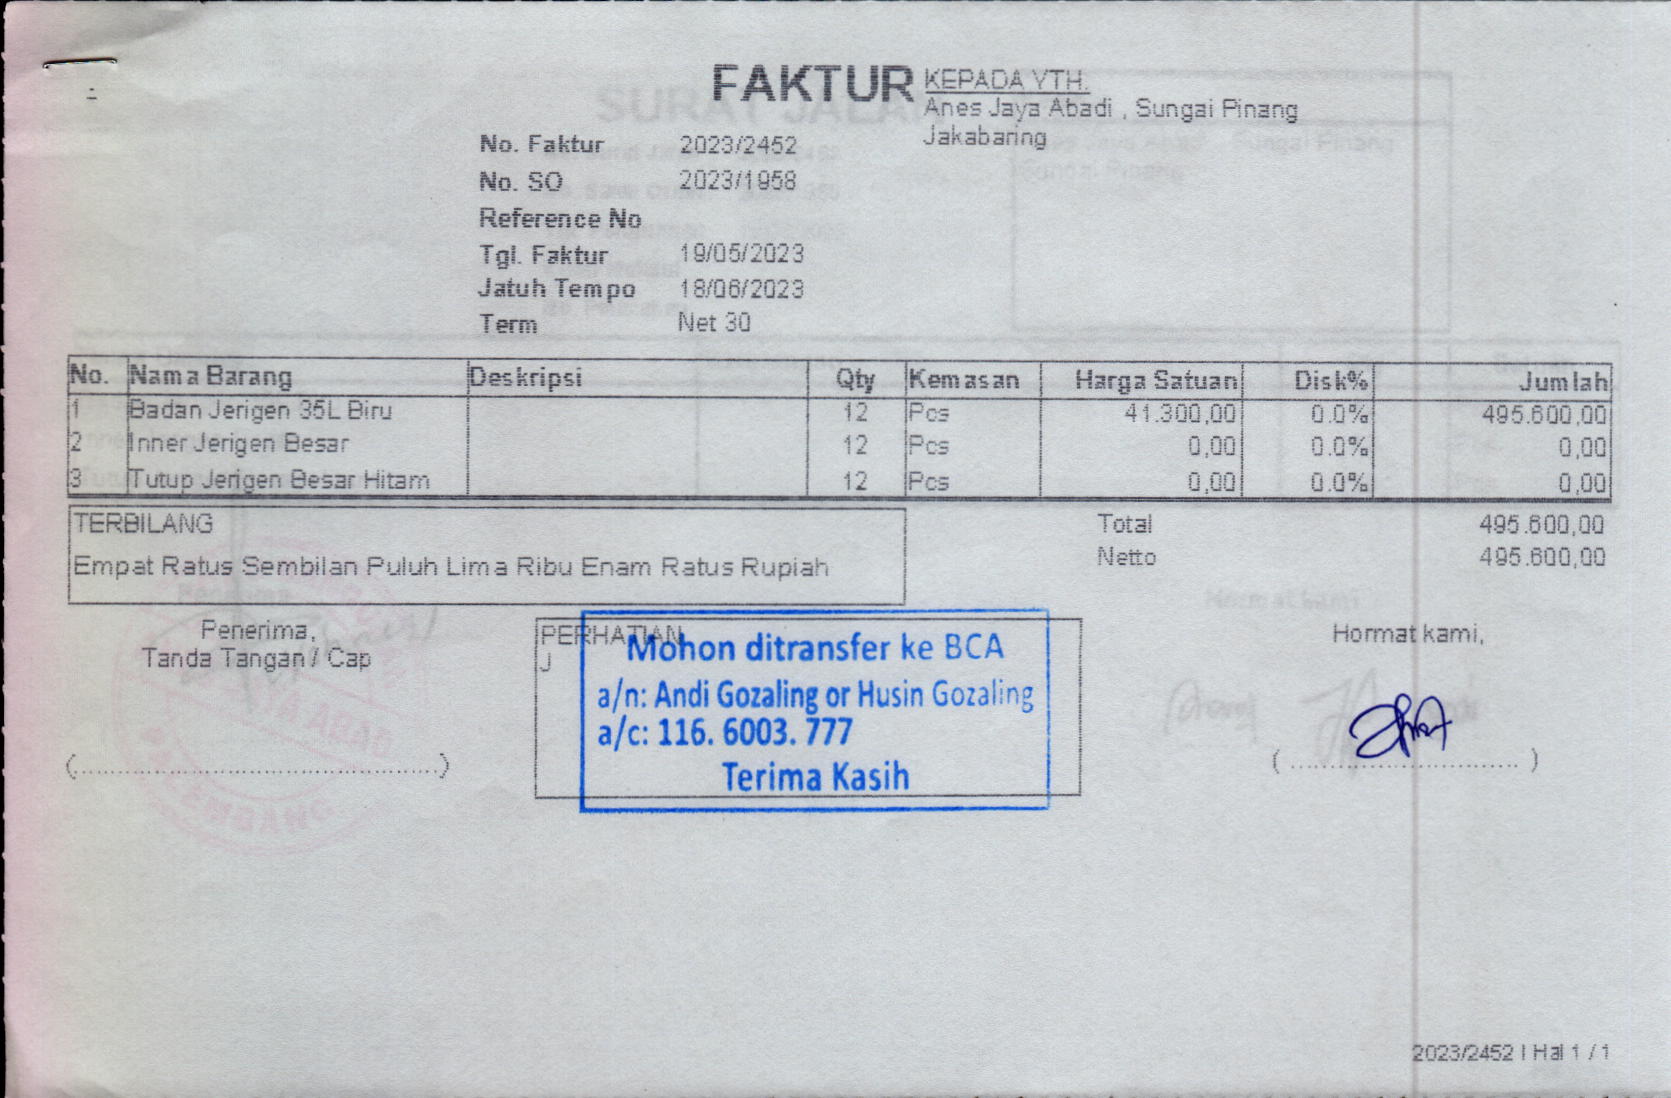 FAKTUR
KEPADA YTH.
Anes Jaya Abadi , Sungai Pinang
Jakabaring
No. Faktur 2023/2452
No. SO 2023/1958
Reference No
Tgl. Faktur 19/05/2023
Jatuh Tempo 18/06/2023
Term Net 30
No. Nama Barang Deskripsi Qty Kemasan Harga Satuan Disk% Jumlah
1 Badan Jerigen 35L Biru 12 Pcs 41.300,00 0.0% 495.600,00
2 Inner Jerigen Besar 12 Pcs 0,00 0.0% 0,00
3 Tutup Jerigen Besar Hitam 12 Pcs 0,00 0.0% 0,00
TERBILANG
Empat Ratus Sembilan Puluh Lima Ribu Enam Ratus Rupiah
Total 495.600,00
Netto 495.600,00
Penerima,
Tanda Tangan / Cap
(..............................................)
PERHATIAN
J
Mohon ditransfer ke BCA
a/n: Andi Gozaling or Husin Gozaling
a/c: 116. 6003. 777
Terima Kasih
Hormat kami,
( .............................. )
2023/2452 | Hal 1 / 1